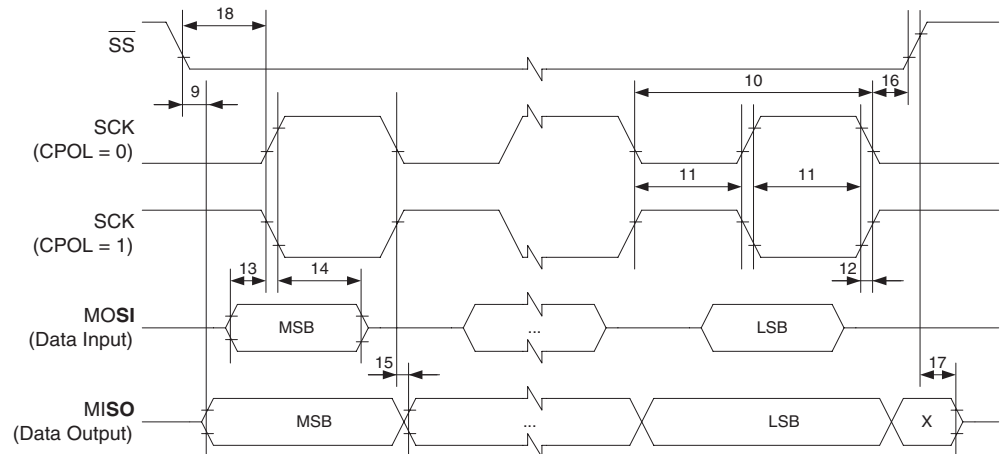 18
SS
9
10
16
SCK
(CPOL = 0)
11
11
SCK
(CPOL = 1)
13
14
12
MOSI
(Data Input)
MSB
...
LSB
15
17
MISO
(Data Output)
MSB
...
LSB
X